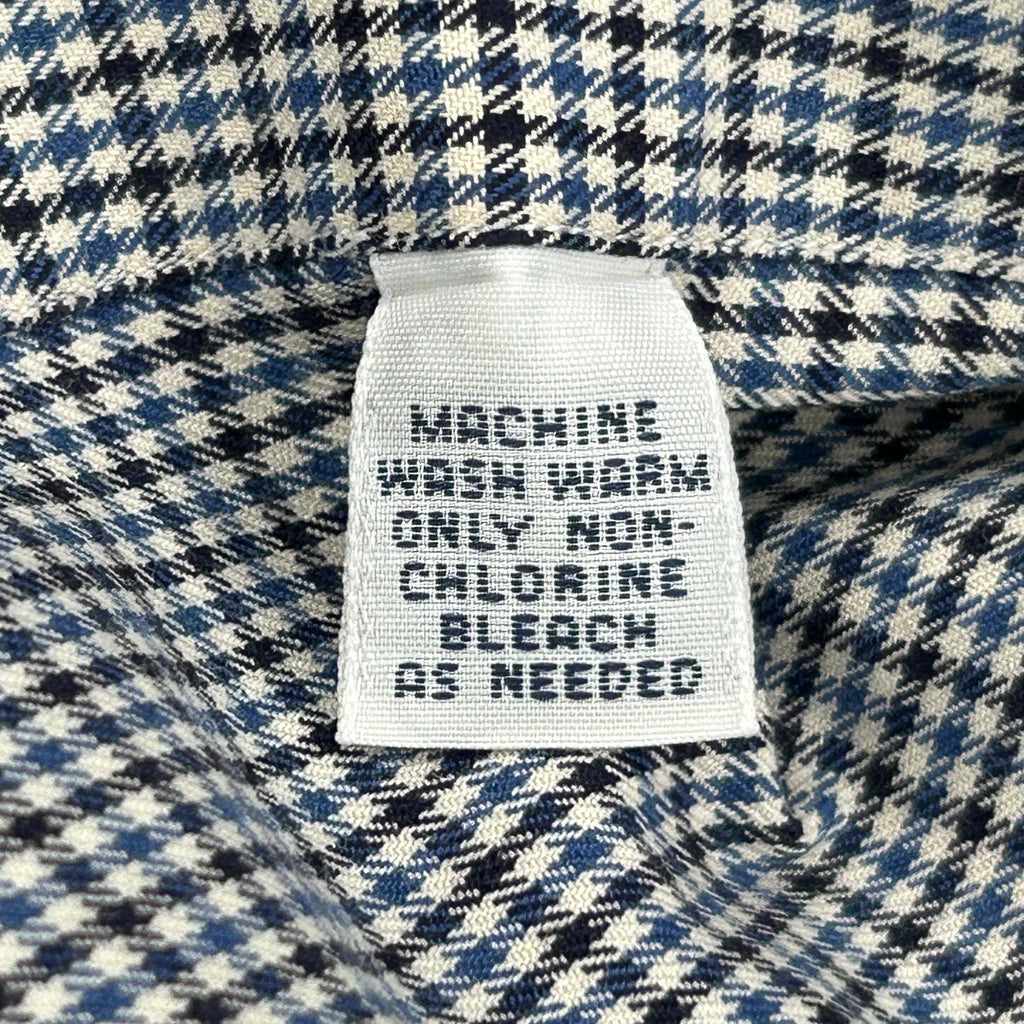 MACHINE
WASH WARM
ONLY NON-
CHLORINE
BLEACH
AS NEEDED